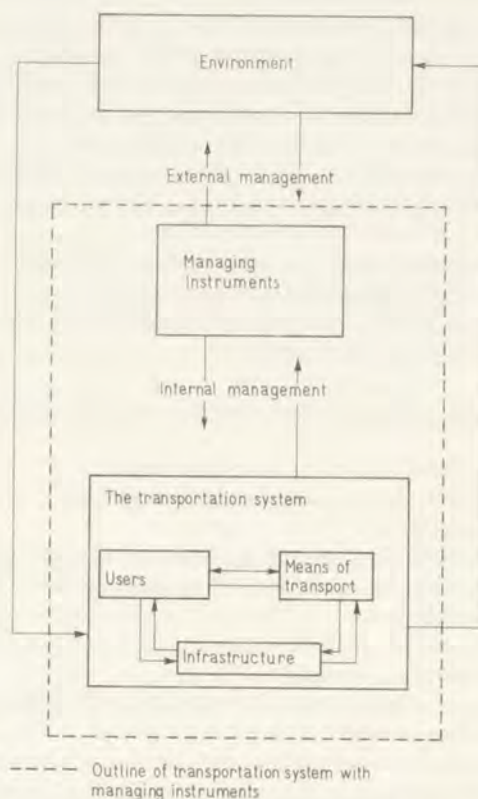 Environment
External management
Managing
Instruments
Internal management
The transportation system
Users
Means of
transport
Infrastructure
Outline of transportation system with
managing instruments